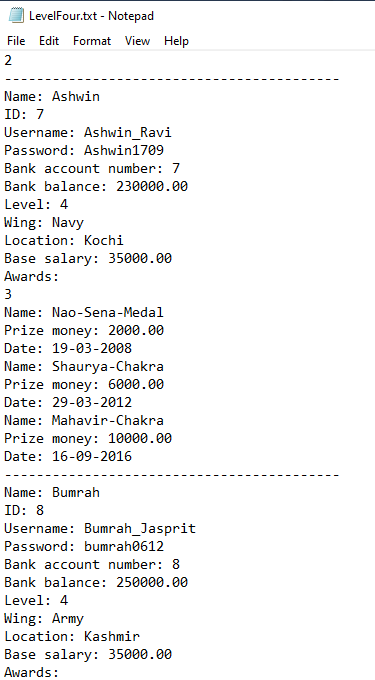 LevelFour.txt - Notepad
File Edit Format View Help
2
------------------------------------------
Name: Ashwin
ID: 7
Username: Ashwin_Ravi
Password: Ashwin1709
Bank account number: 7
Bank balance: 230000.00
Level: 4
Wing: Navy
Location: Kochi
Base salary: 35000.00
Awards:
3
Name: Nao-Sena-Medal
Prize money: 2000.00
Date: 19-03-2008
Name: Shaurya-Chakra
Prize money: 6000.00
Date: 29-03-2012
Name: Mahavir-Chakra
Prize money: 10000.00
Date: 16-09-2016
------------------------------------------
Name: Bumrah
ID: 8
Username: Bumrah_Jasprit
Password: bumrah0612
Bank account number: 8
Bank balance: 250000.00
Level: 4
Wing: Army
Location: Kashmir
Base salary: 35000.00
Awards: